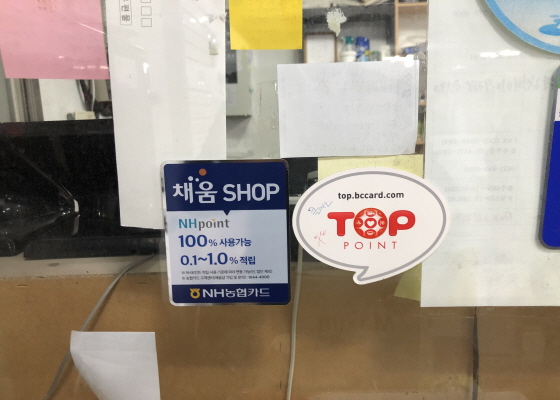 채움 SHOP
NHpoint
100% 사용가능
0.1~1.0% 적립
NH농협카드
top.bccard.com
TOP
POINT